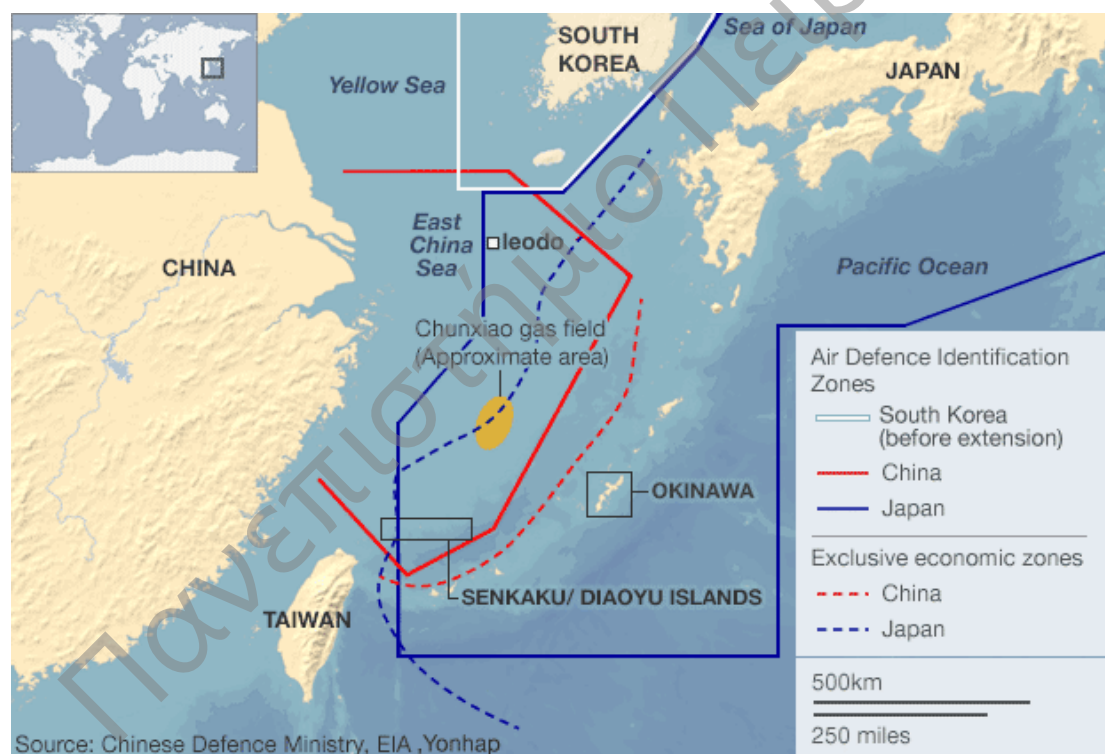 Sea of Japan
SOUTH
KOREA
JAPAN
Yellow Sea
East
China
Sea
Ieodo
CHINA
Pacific Ocean
Chunxiao gas field
(Approximate area)
OKINAWA
SENKAKU/ DIAOYU ISLANDS
TAIWAN
Air Defence Identification
Zones
South Korea
(before extension)
China
Japan
Exclusive economic zones
China
Japan
500km
250 miles
Source: Chinese Defence Ministry, EIA ,Yonhap
Πανεπιστήμιο